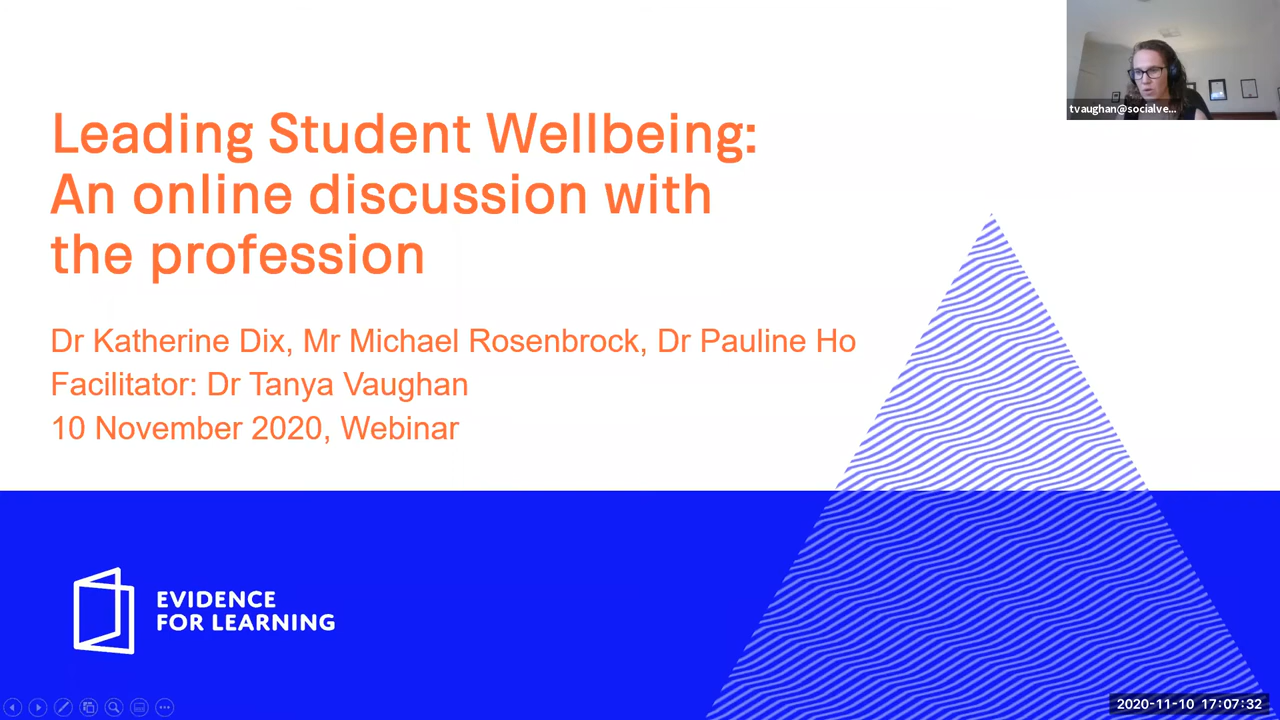 tvaughan@socialve...
Leading Student Wellbeing:
An online discussion with
the profession
Dr Katherine Dix, Mr Michael Rosenbrock, Dr Pauline Ho
Facilitator: Dr Tanya Vaughan
10 November 2020, Webinar
EVIDENCE
FOR LEARNING
2020-11-10 17:07:32